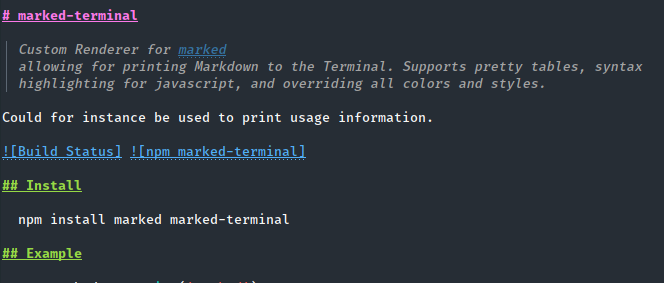 # marked-terminal
Custom Renderer for marked
allowing for printing Markdown to the Terminal. Supports pretty tables, syntax
highlighting for javascript, and overriding all colors and styles.
Could for instance be used to print usage information.
![Build Status] ![npm marked-terminal]
## Install
npm install marked marked-terminal
## Example